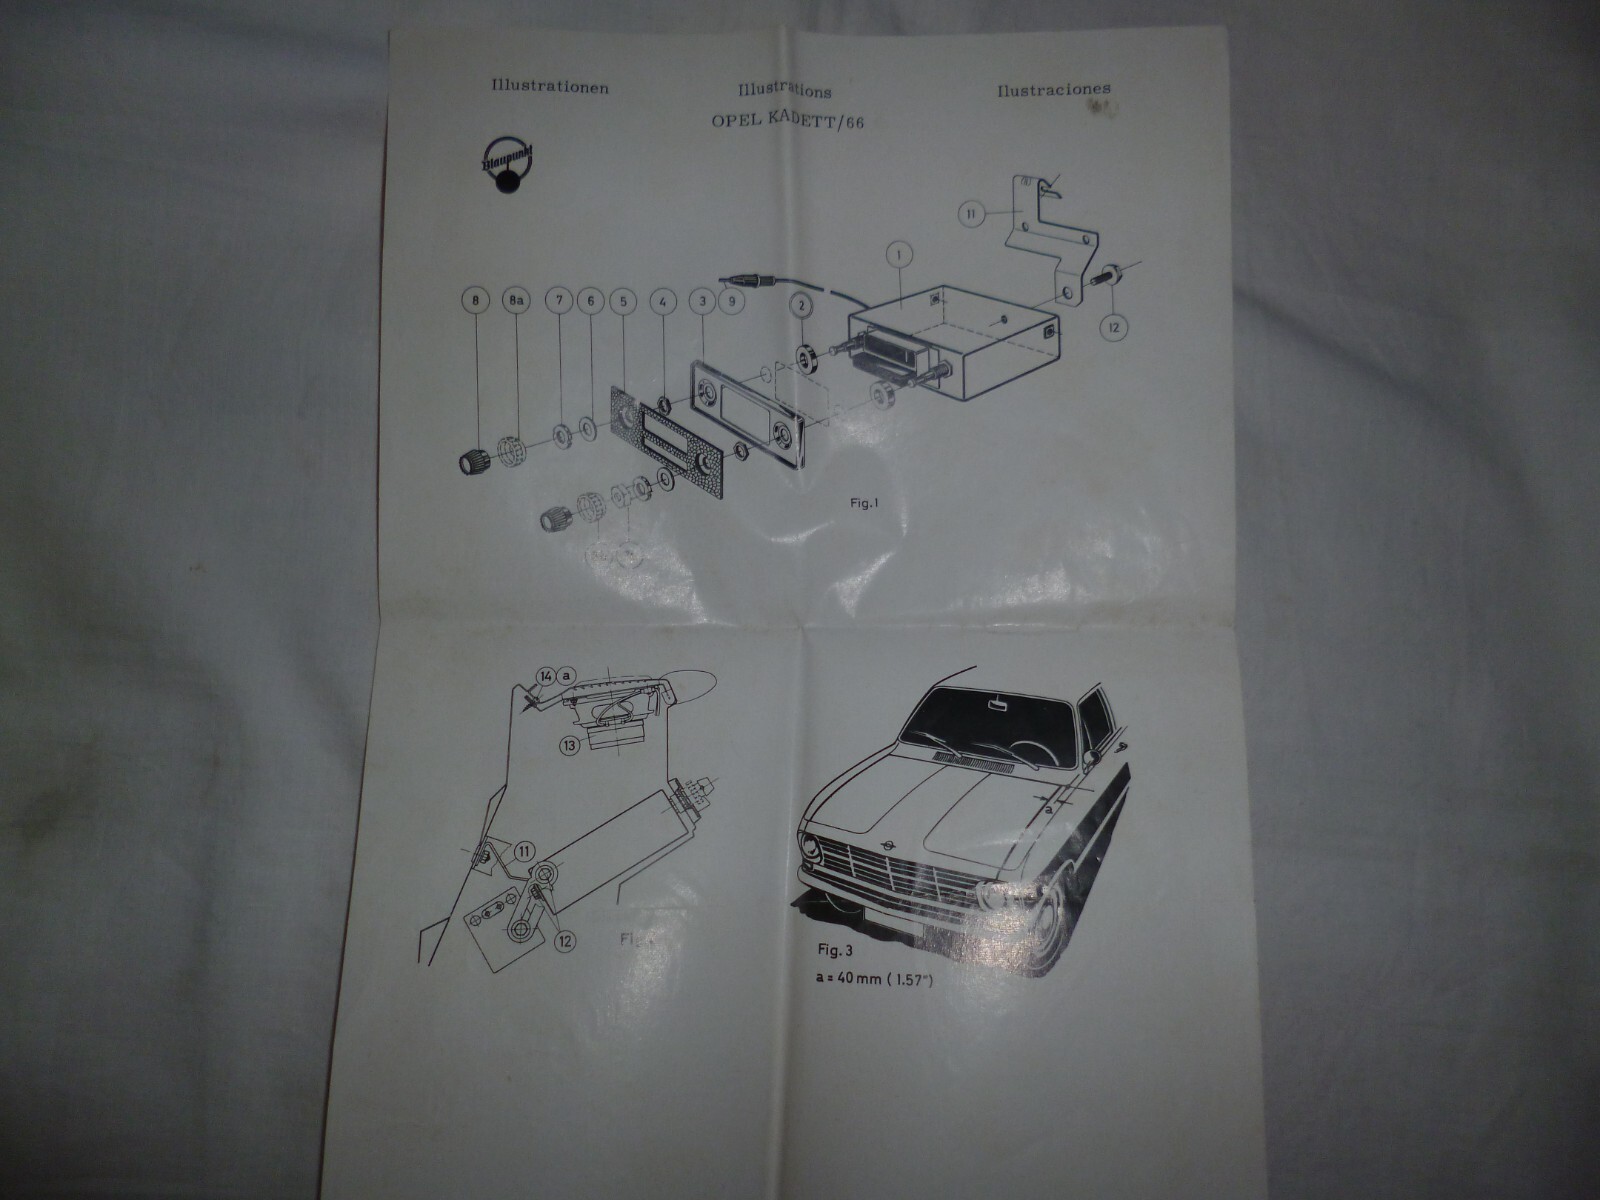 Illustrationen Illustrations Ilustraciones
OPEL KADETT/66
Blaupunkt
11
1
8 8a 7 6 5 4 3 9 2
12
Fig.1
14 a
13
11
12
a
Fig.3
a = 40 mm ( 1.57")